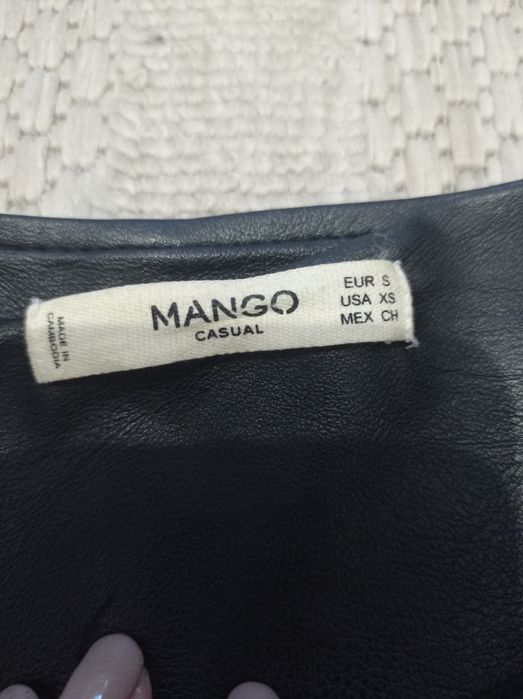 MADE IN
CAMBODIA
MANGO
CASUAL
EUR S
USA XS
MEX CH